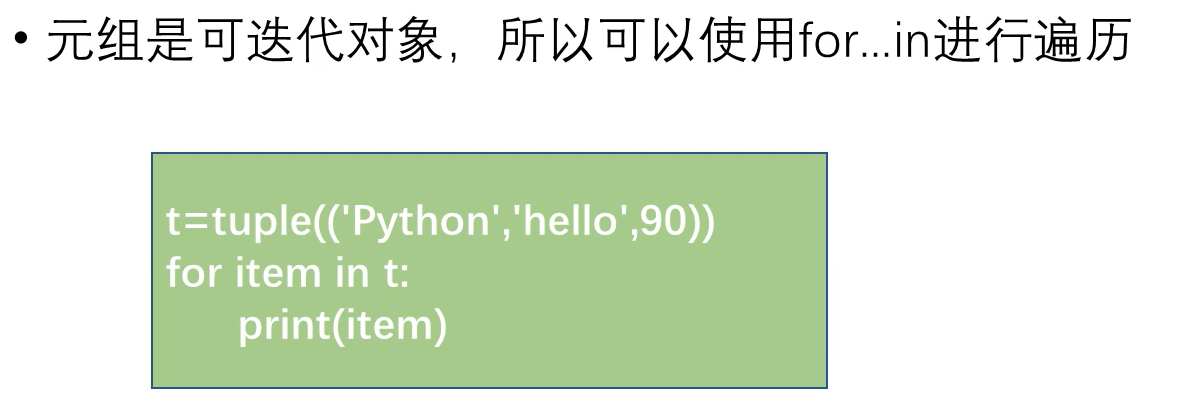 • 元组是可迭代对象，所以可以使用for...in进行遍历
t=tuple(('Python','hello',90))
for item in t:
      print(item)